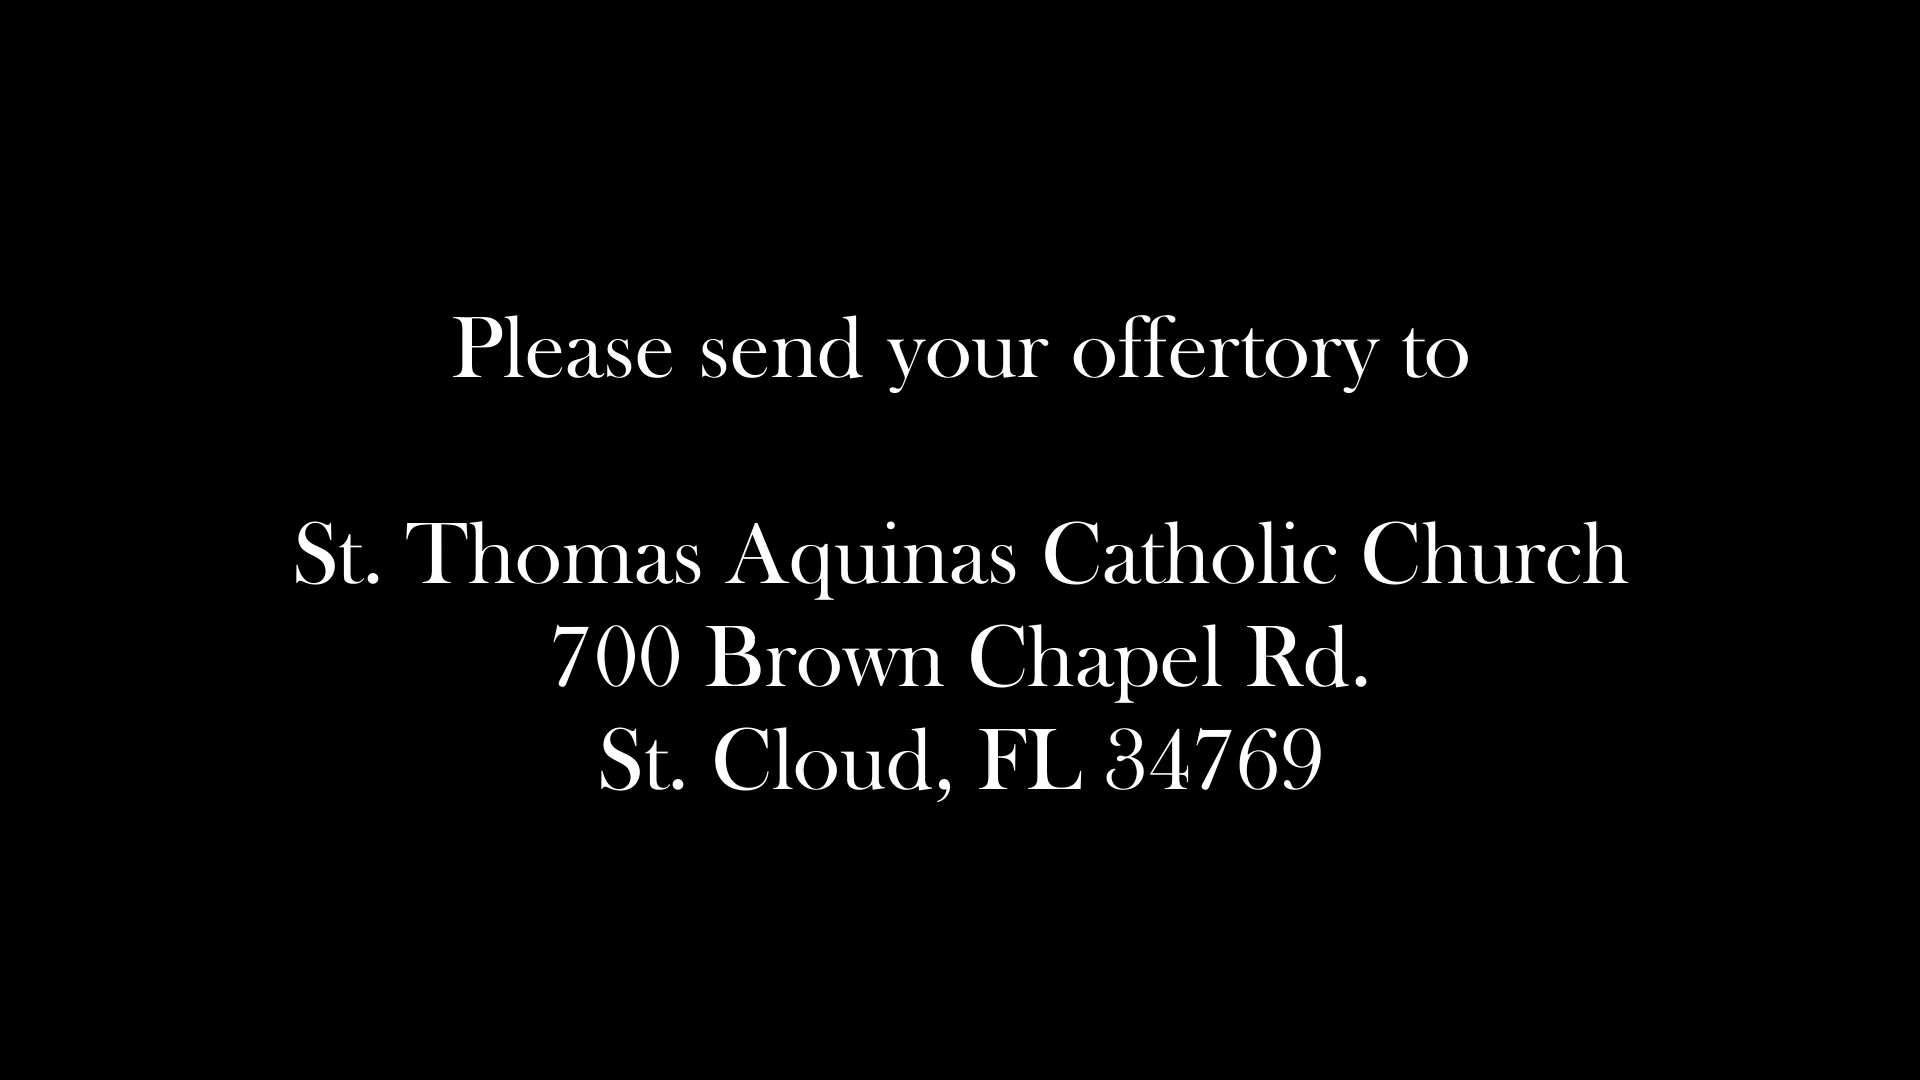 Please send your offertory to
St. Thomas Aquinas Catholic Church
700 Brown Chapel Rd.
St. Cloud, FL 34769